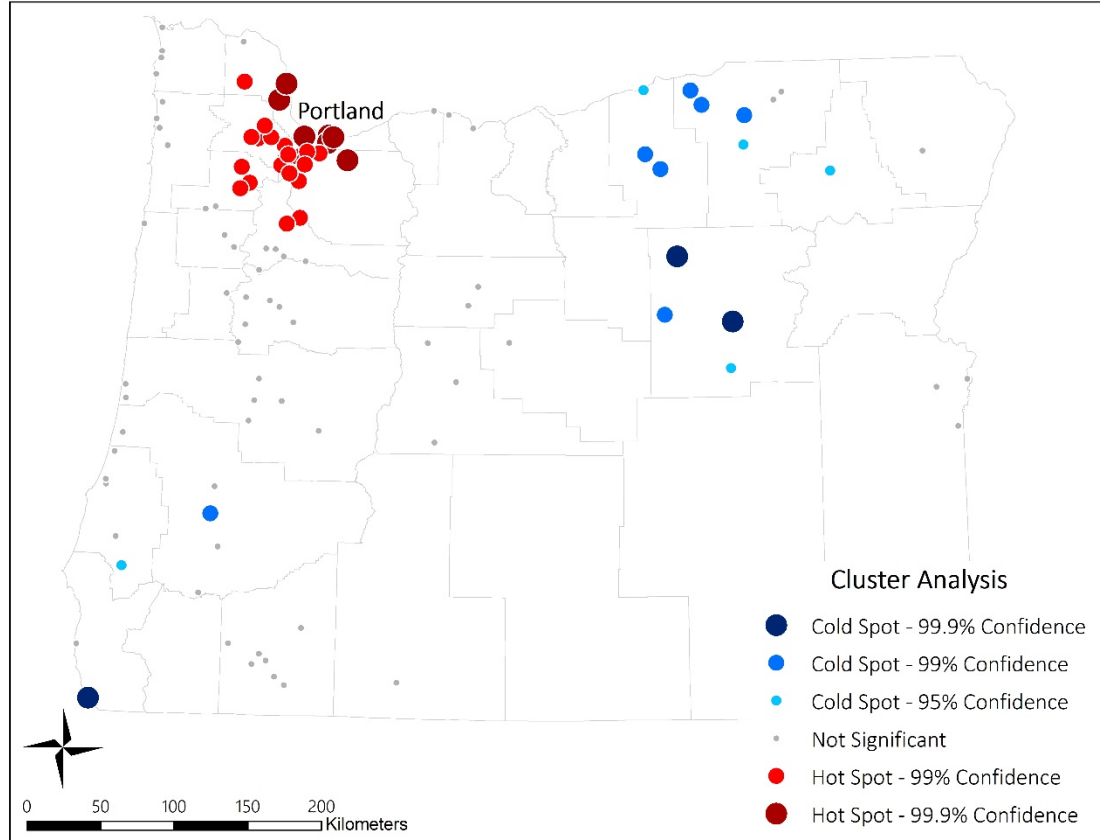 Portland
Cluster Analysis
Cold Spot - 99.9% Confidence
Cold Spot - 99% Confidence
Cold Spot - 95% Confidence
Not Significant
Hot Spot - 99% Confidence
Hot Spot - 99.9% Confidence
0 50 100 150 200
Kilometers